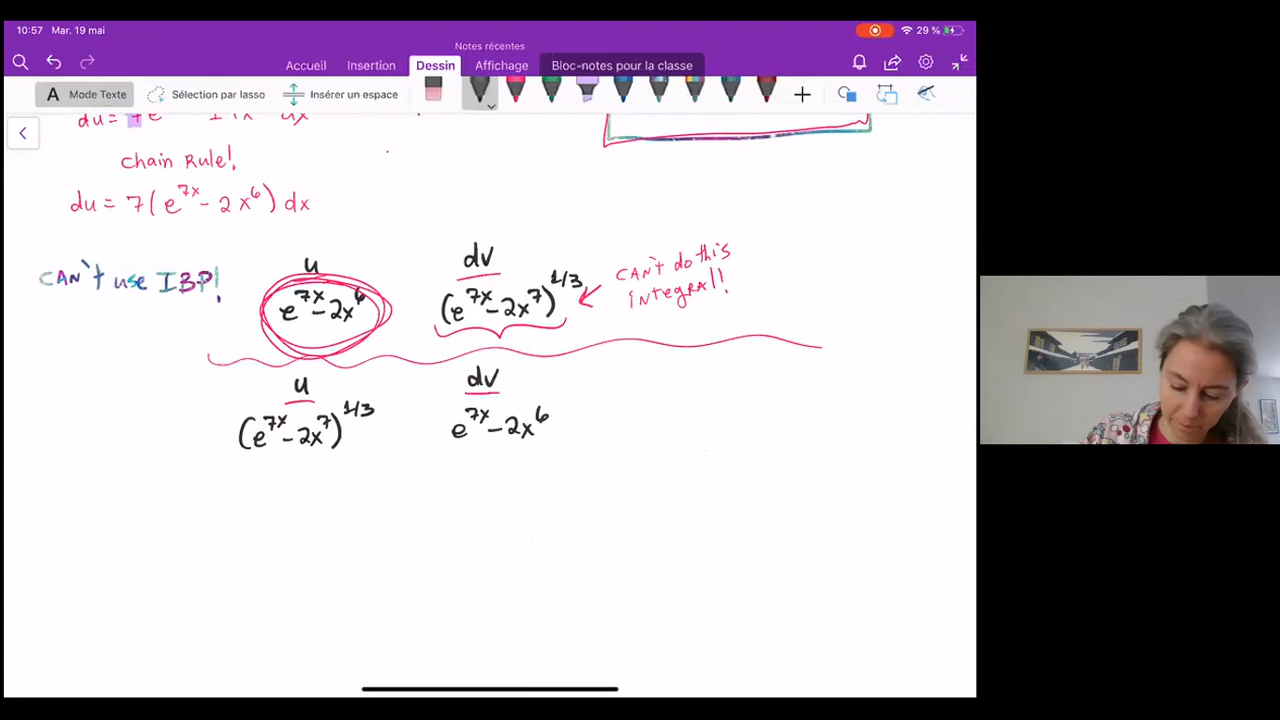 10:57 Mar. 19 mai
29 %
Notes récentes
Accueil Insertion Dessin Affichage Bloc-notes pour la classe
A Mode Texte Sélection par lasso Insérer un espace
du =
Chain Rule!
du = 7(e^{7x} - 2x^6) dx
CAN't use IBP!
u dv
e^{7x} - 2x^6 (e^{7x} - 2x^7)^{1/3}
CAN't do this
integral!
u dv
(e^{7x} - 2x^7)^{1/3} e^{7x} - 2x^6